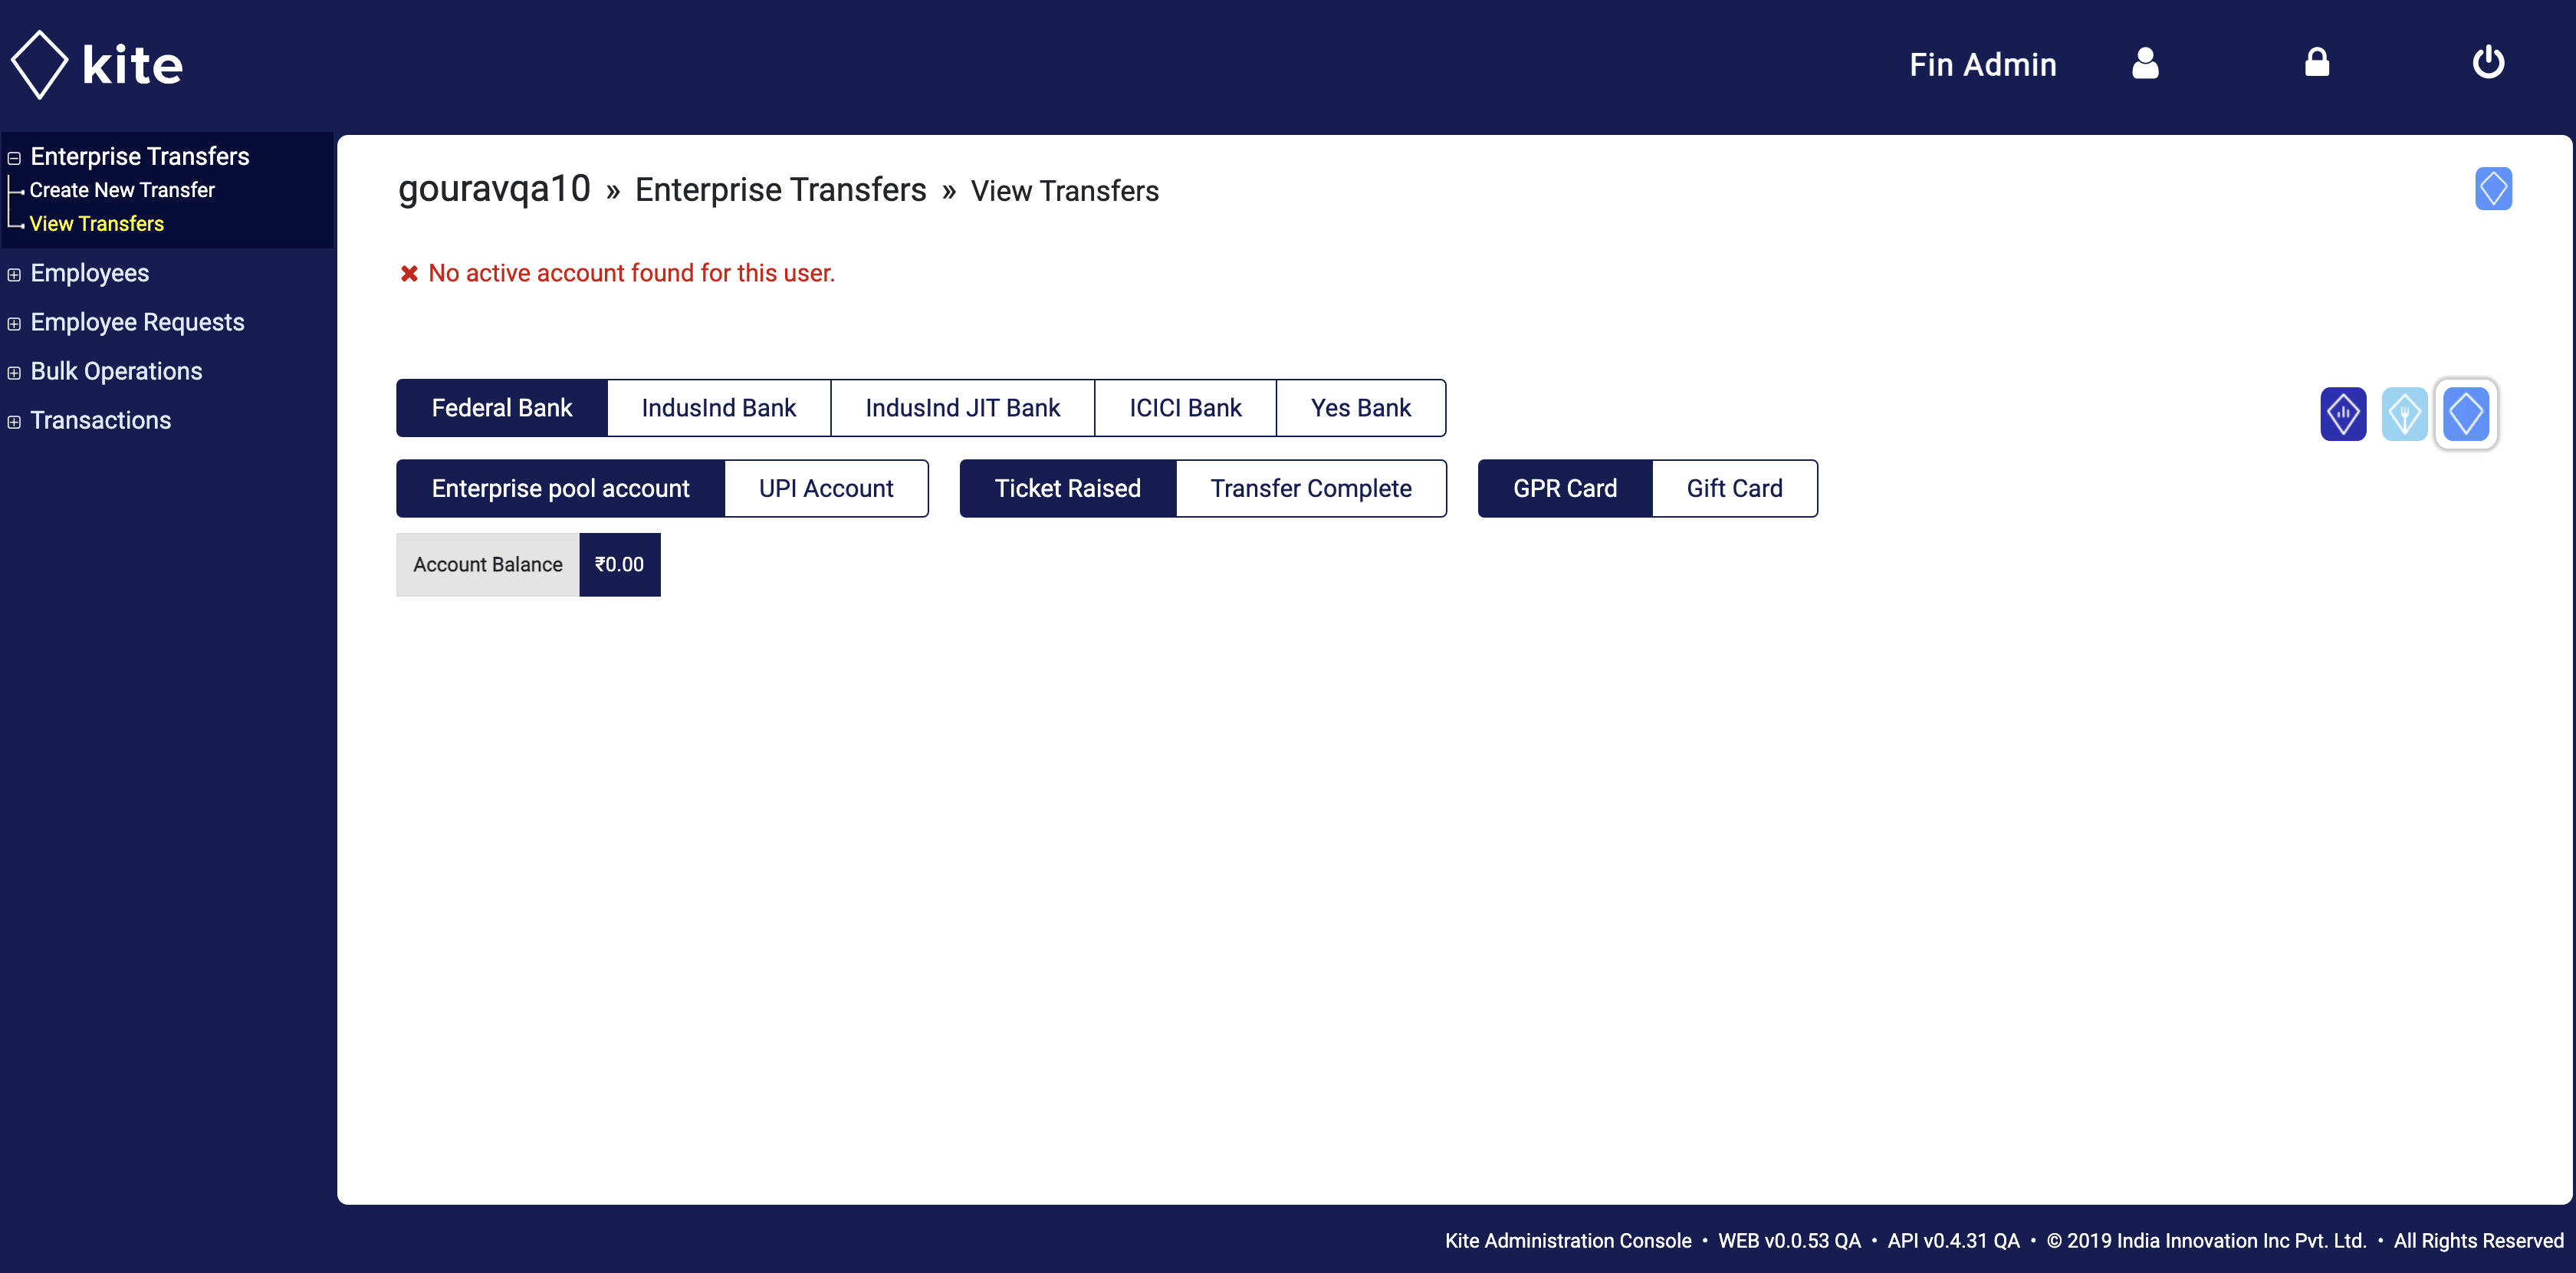 kite
Fin Admin
Enterprise Transfers
Create New Transfer
View Transfers
Employees
Employee Requests
Bulk Operations
Transactions
gouravqa10 » Enterprise Transfers » View Transfers
No active account found for this user.
Federal Bank IndusInd Bank IndusInd JIT Bank ICICI Bank Yes Bank
Enterprise pool account UPI Account Ticket Raised Transfer Complete GPR Card Gift Card
Account Balance ₹0.00
Kite Administration Console • WEB v0.0.53 QA • API v0.4.31 QA • © 2019 India Innovation Inc Pvt. Ltd. • All Rights Reserved